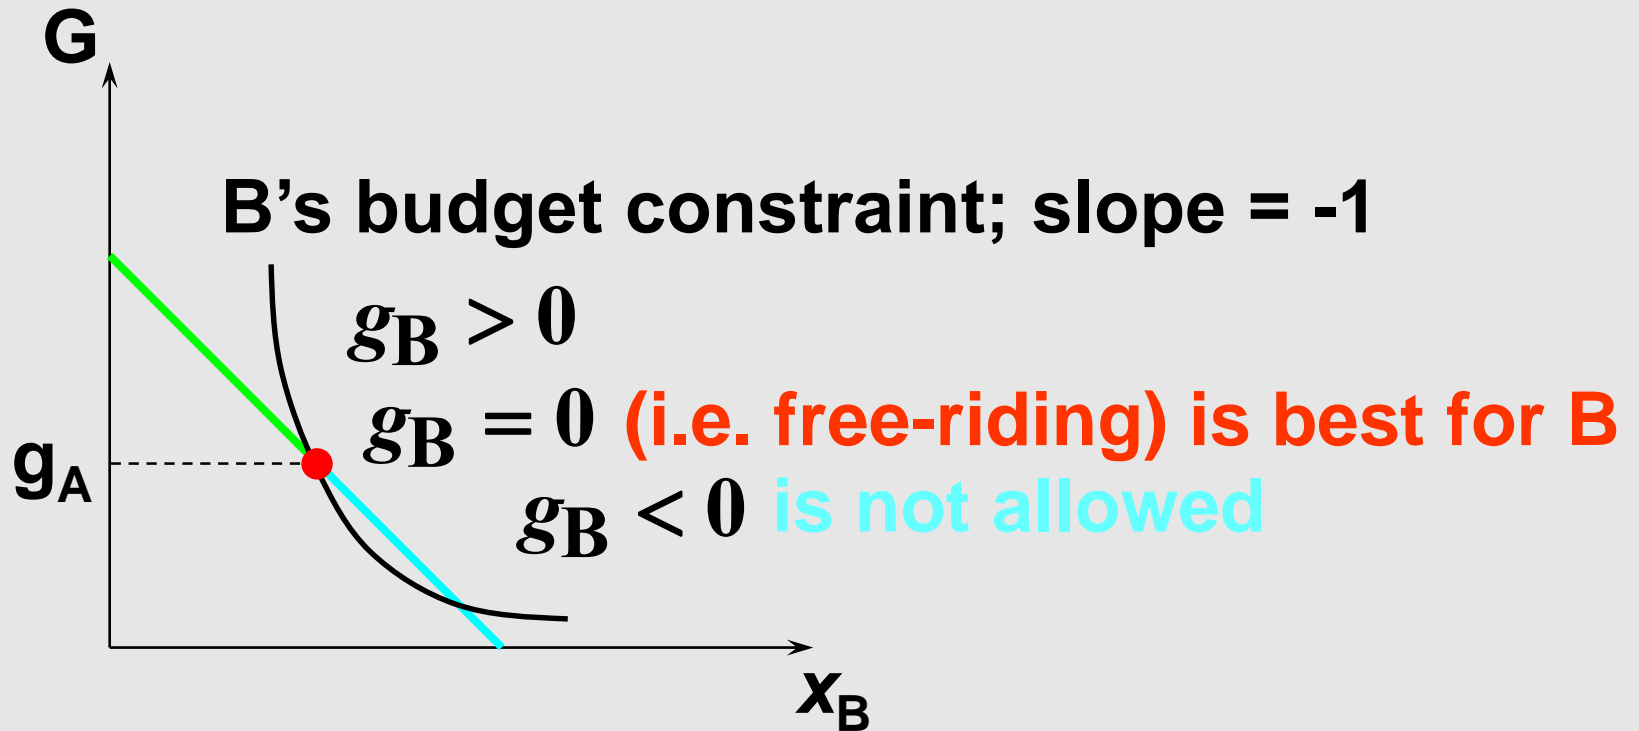 G
B’s budget constraint; slope = -1
gB > 0
gB = 0 (i.e. free-riding) is best for B
gA
gB < 0 is not allowed
xB